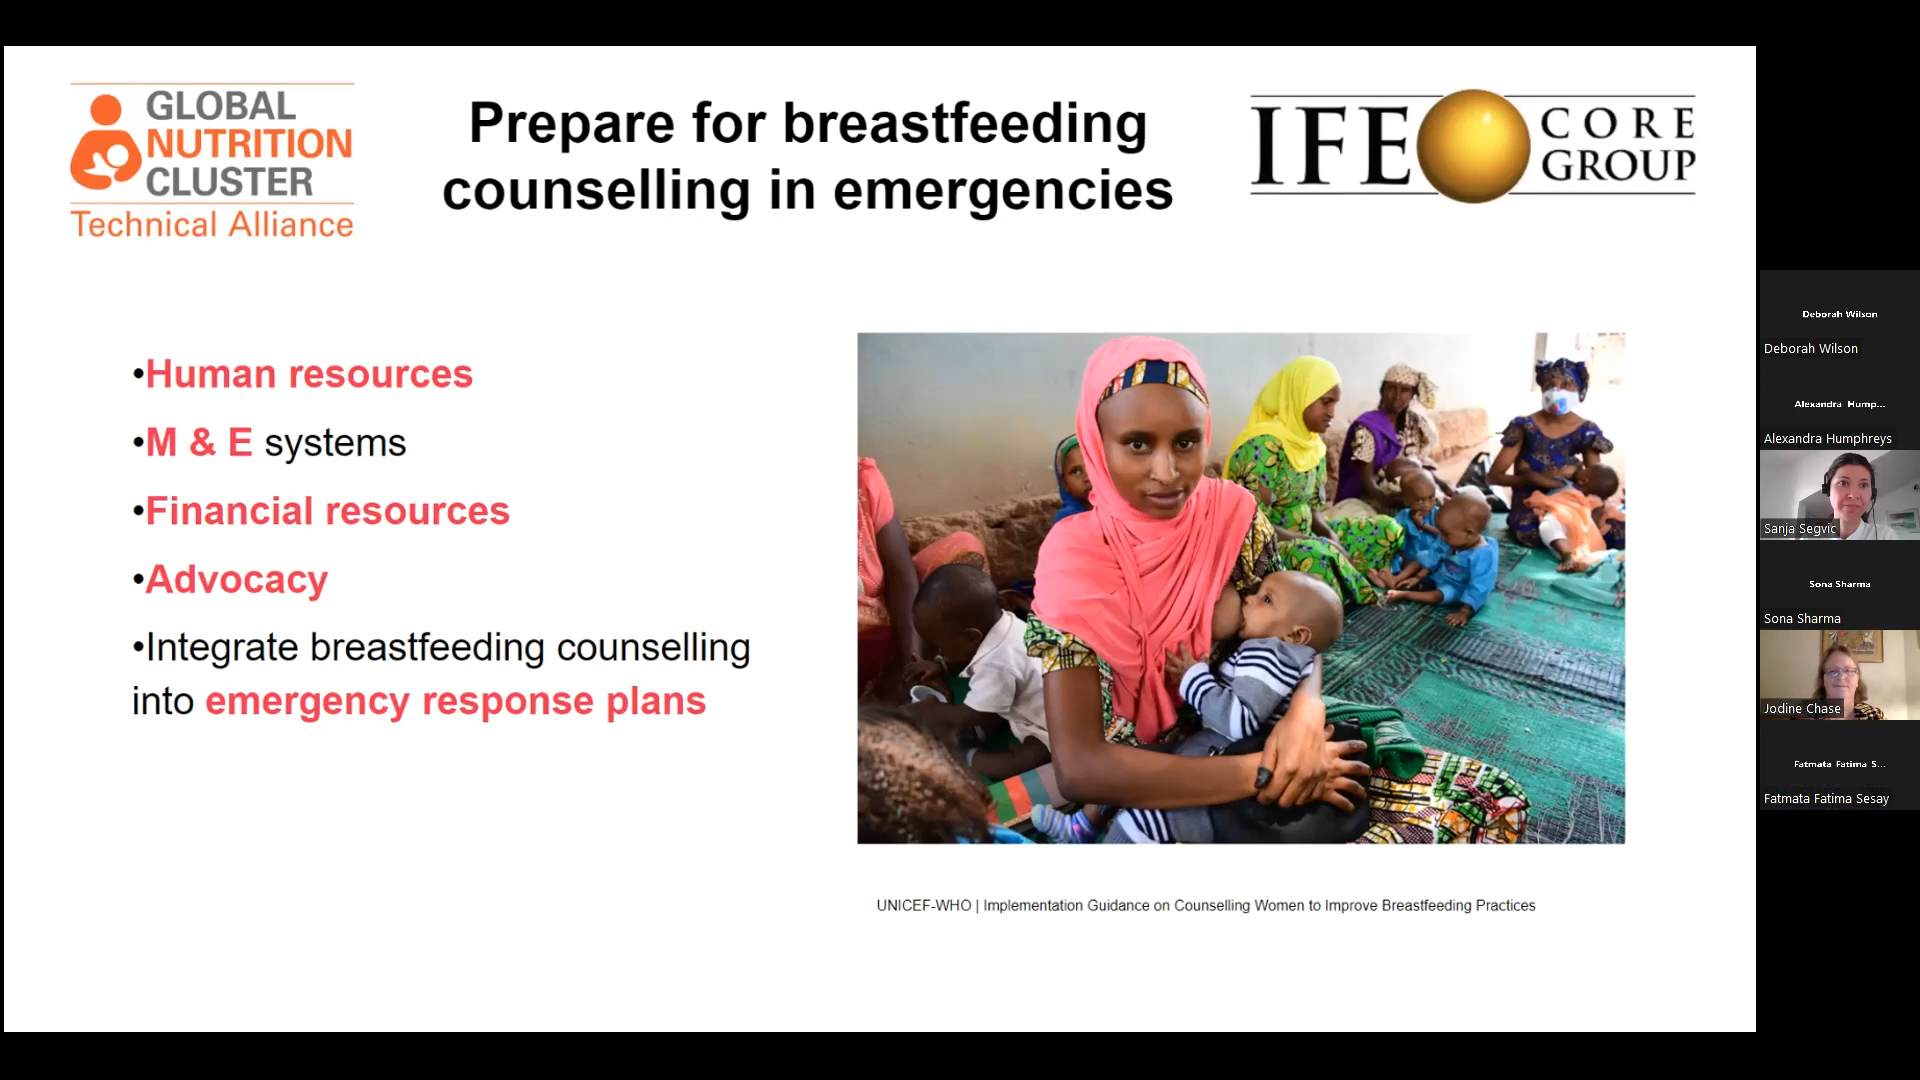 GLOBAL
NUTRITION
CLUSTER
Technical Alliance
Prepare for breastfeeding
counselling in emergencies
IFE
CORE
GROUP
•Human resources
•M & E systems
•Financial resources
•Advocacy
•Integrate breastfeeding counselling
into emergency response plans
UNICEF-WHO | Implementation Guidance on Counselling Women to Improve Breastfeeding Practices
Deborah Wilson
Deborah Wilson
Alexandra Hump...
Alexandra Humphreys
Sanja Segvic
Sona Sharma
Sona Sharma
Jodine Chase
Fatmata Fatima S...
Fatmata Fatima Sesay